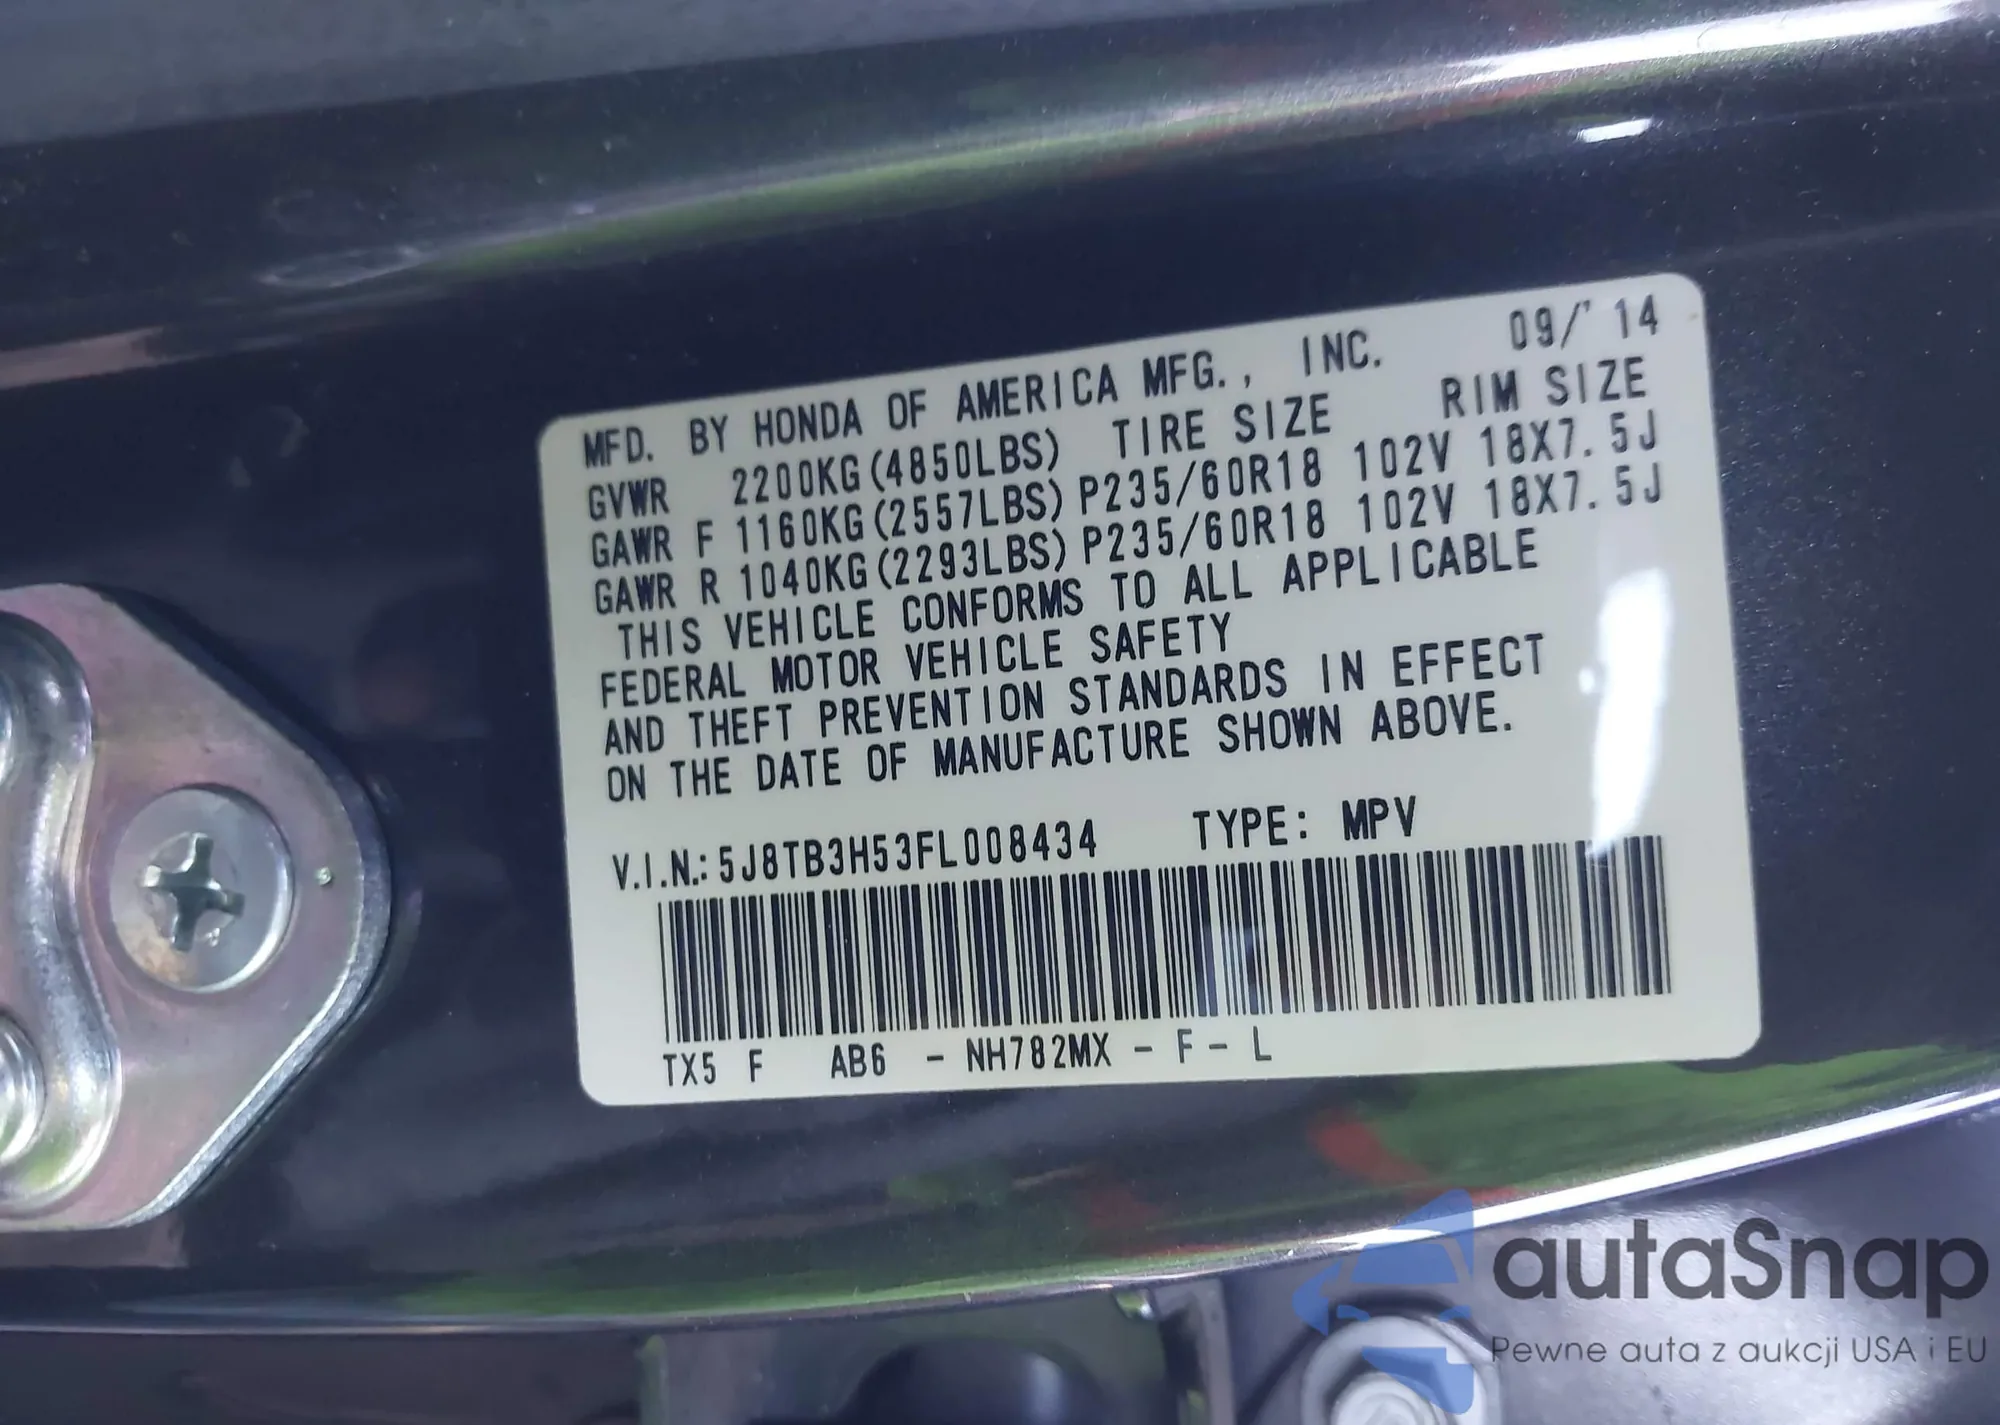 MFD. BY HONDA OF AMERICA MFG., INC. 09/'14
GVWR 2200KG(4850LBS) TIRE SIZE RIM SIZE
GAWR F 1160KG(2557LBS) P235/60R18 102V 18X7.5J
GAWR R 1040KG(2293LBS) P235/60R18 102V 18X7.5J
THIS VEHICLE CONFORMS TO ALL APPLICABLE
FEDERAL MOTOR VEHICLE SAFETY
AND THEFT PREVENTION STANDARDS IN EFFECT
ON THE DATE OF MANUFACTURE SHOWN ABOVE.
V.I.N.: 5J8TB3H53FL008434 TYPE: MPV
TX5 F AB6 - NH782MX - F - L
autaSnap
Pewne auta z aukcji USA i EU